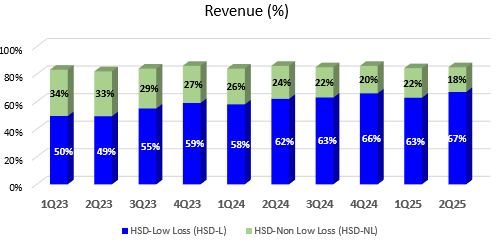 Revenue (%)
100%
80%
60%
40%
20%
0%
34% 33% 29% 27% 26% 24% 22% 20% 22% 18%
50% 49% 55% 59% 58% 62% 63% 66% 63% 67%
1Q23 2Q23 3Q23 4Q23 1Q24 2Q24 3Q24 4Q24 1Q25 2Q25
HSD-Low Loss (HSD-L) HSD-Non Low Loss (HSD-NL)